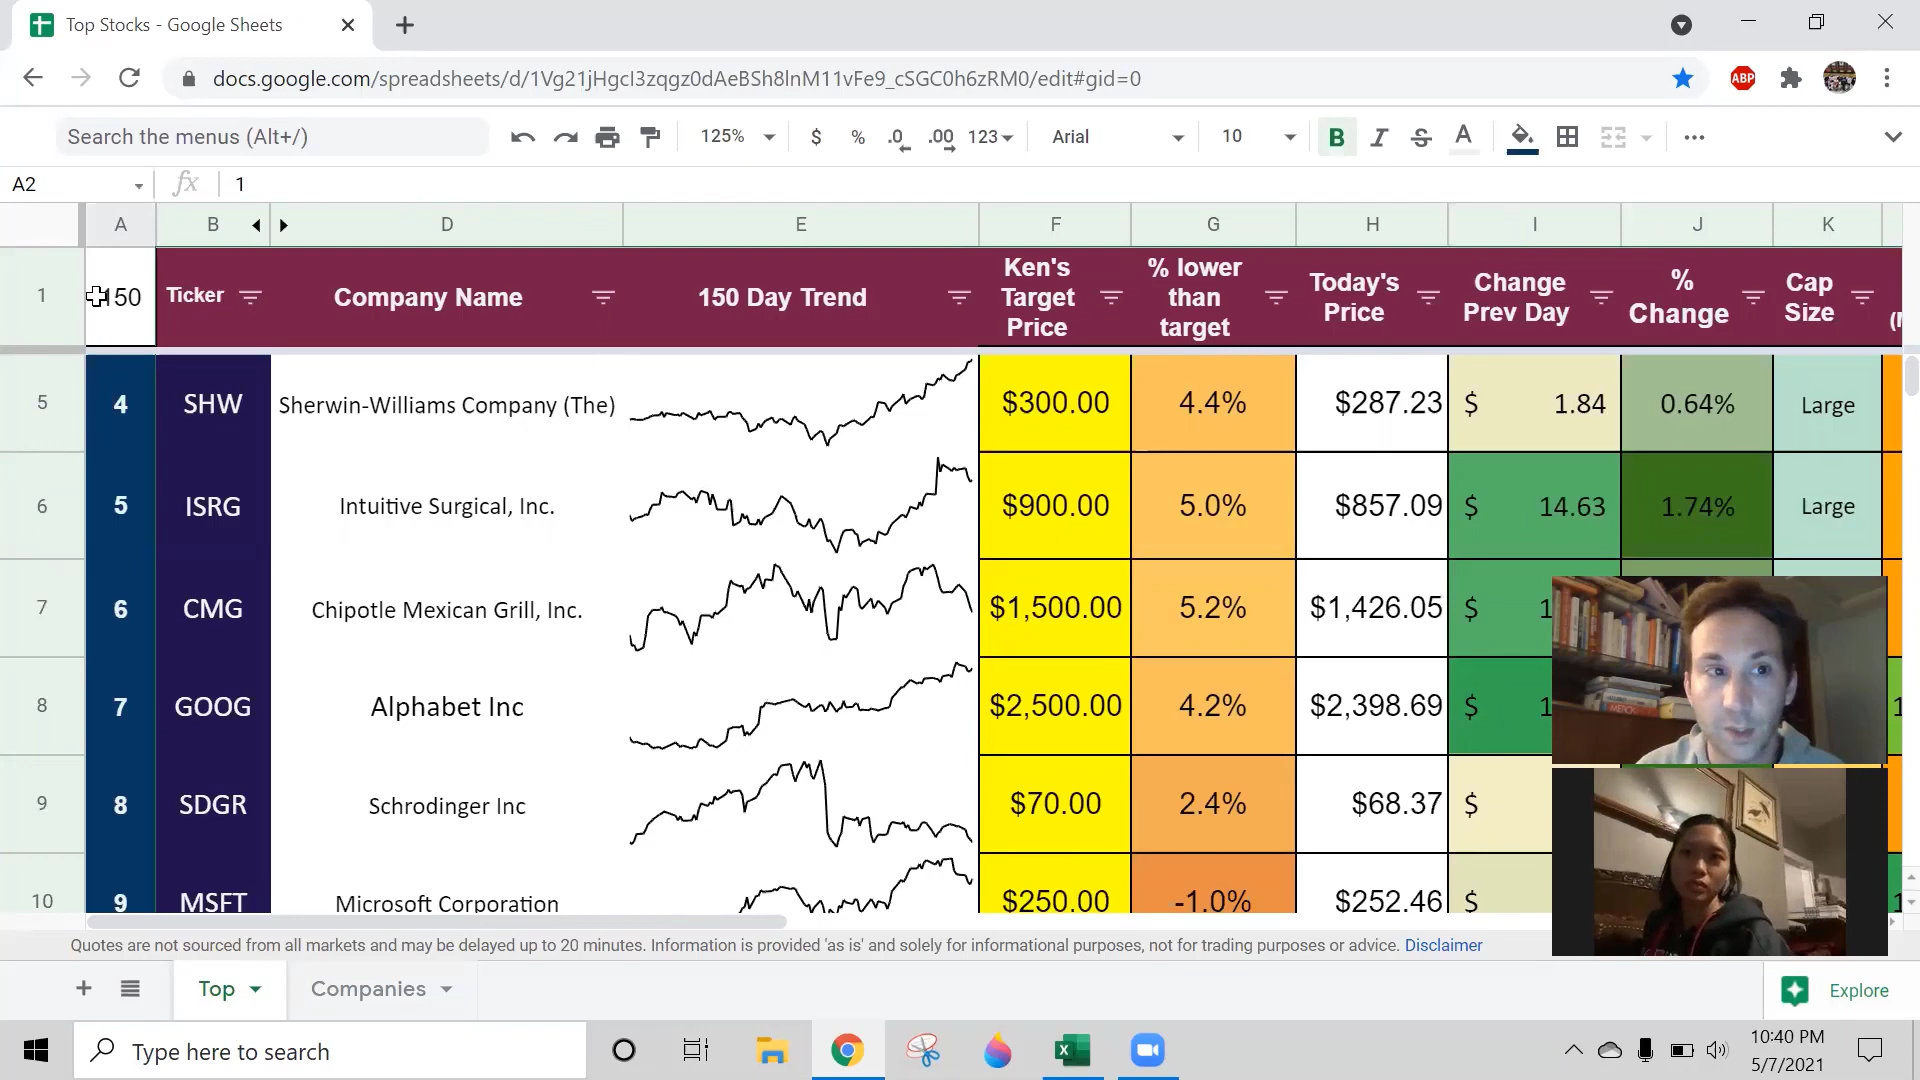 Top Stocks - Google Sheets
docs.google.com/spreadsheets/d/1Vg21jHgcI3zqgz0dAeBSh8lnM11vFe9_cSGC0h6zRM0/edit#gid=0
ABP
Search the menus (Alt+/) 125% $ % .0 .00 123 Arial 10 B I S A
A2 fx 1
A B D E F G H I J K
1 150 Ticker Company Name 150 Day Trend Ken's Target Price % lower than target Today's Price Change Prev Day % Change Cap Size
5 4 SHW Sherwin-Williams Company (The) $300.00 4.4% $287.23 $ 1.84 0.64% Large
6 5 ISRG Intuitive Surgical, Inc. $900.00 5.0% $857.09 $ 14.63 1.74% Large
7 6 CMG Chipotle Mexican Grill, Inc. $1,500.00 5.2% $1,426.05 $ 1
8 7 GOOG Alphabet Inc $2,500.00 4.2% $2,398.69 $ 1
9 8 SDGR Schrodinger Inc $70.00 2.4% $68.37 $
10 9 MSFT Microsoft Corporation $250.00 -1.0% $252.46 $
Quotes are not sourced from all markets and may be delayed up to 20 minutes. Information is provided 'as is' and solely for informational purposes, not for trading purposes or advice. Disclaimer
Top Companies Explore
Type here to search
10:40 PM
5/7/2021